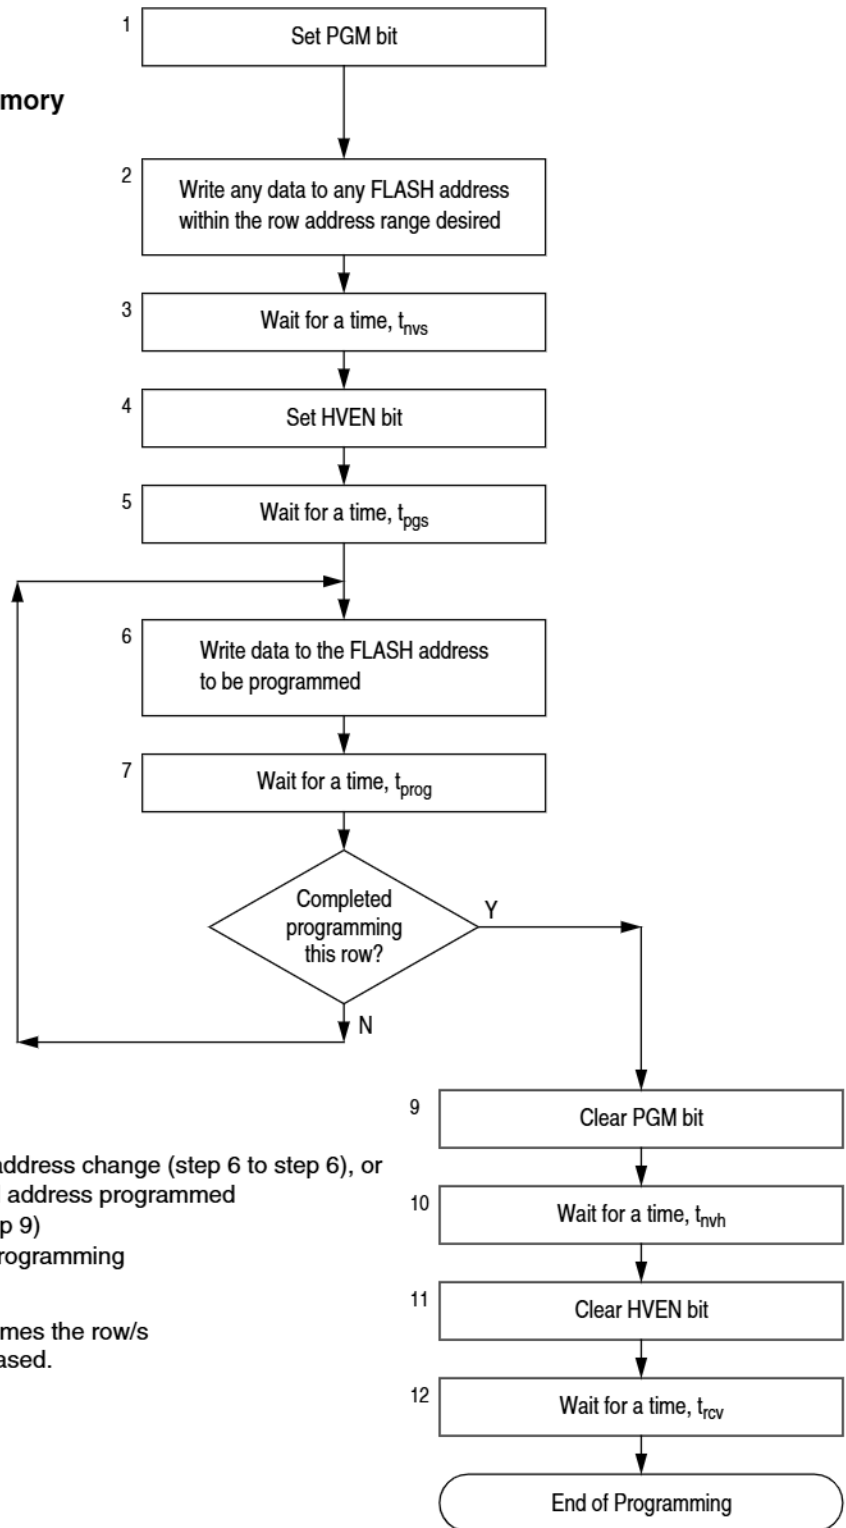 1
Set PGM bit
mory
2
Write any data to any FLASH address
within the row address range desired
3
Wait for a time, tnvs
4
Set HVEN bit
5
Wait for a time, tpgs
6
Write data to the FLASH address
to be programmed
7
Wait for a time, tprog
Completed
programming
this row?
Y
N
9
Clear PGM bit
address change (step 6 to step 6), or
address programmed
p 9)
rogramming
mes the row/s
ased.
10
Wait for a time, tnvh
11
Clear HVEN bit
12
Wait for a time, trcv
End of Programming